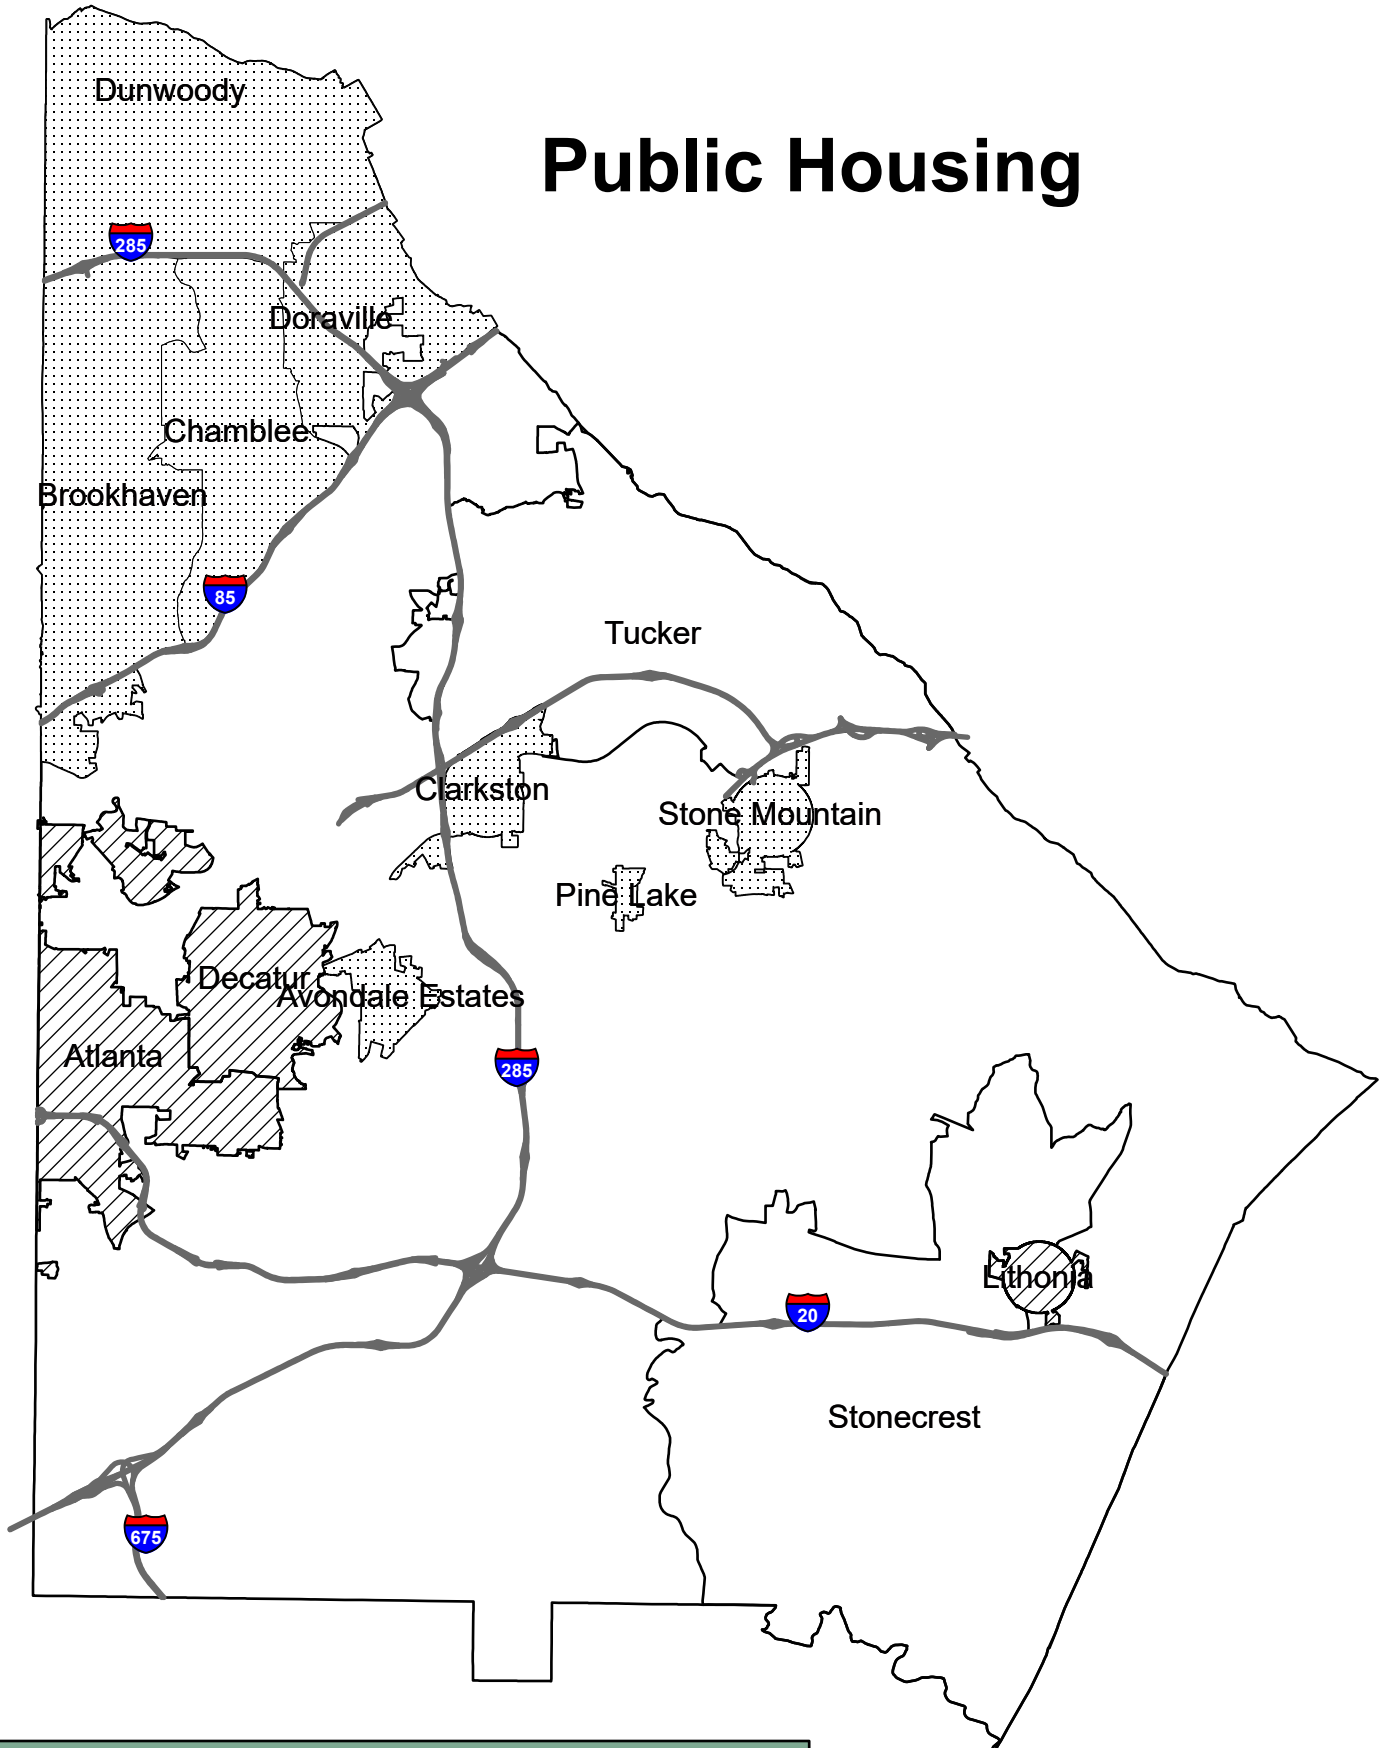 Dunwoody
Public Housing
285
Doraville
Chamblee
Brookhaven
85
Tucker
Clarkston
Stone Mountain
Pine Lake
Decatur
Avondale Estates
Atlanta
285
Lithonia
20
Stonecrest
675